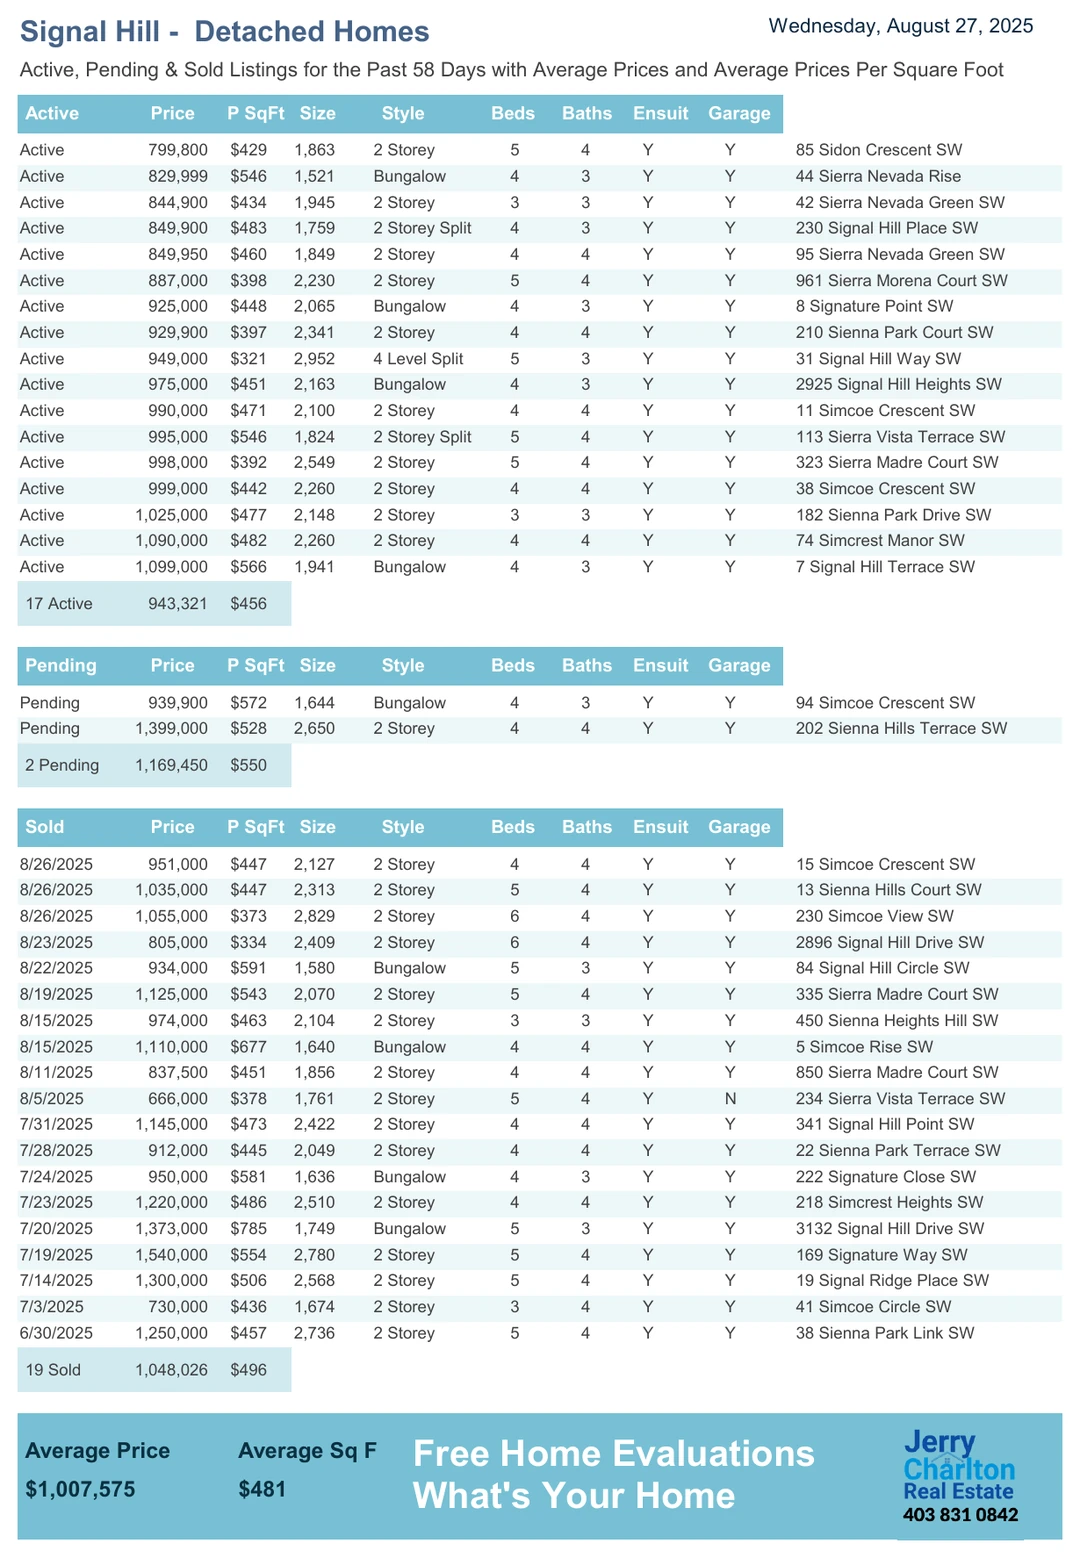 Signal Hill - Detached Homes
Wednesday, August 27, 2025
Active, Pending & Sold Listings for the Past 58 Days with Average Prices and Average Prices Per Square Foot
Active Price P SqFt Size Style Beds Baths Ensuit Garage
Active 799,800 $429 1,863 2 Storey 5 4 Y Y 85 Sidon Crescent SW
Active 829,999 $546 1,521 Bungalow 4 3 Y Y 44 Sierra Nevada Rise
Active 844,900 $434 1,945 2 Storey 3 3 Y Y 42 Sierra Nevada Green SW
Active 849,900 $483 1,759 2 Storey Split 4 3 Y Y 230 Signal Hill Place SW
Active 849,950 $460 1,849 2 Storey 4 4 Y Y 95 Sierra Nevada Green SW
Active 887,000 $398 2,230 2 Storey 5 4 Y Y 961 Sierra Morena Court SW
Active 925,000 $448 2,065 Bungalow 4 3 Y Y 8 Signature Point SW
Active 929,900 $397 2,341 2 Storey 4 4 Y Y 210 Sienna Park Court SW
Active 949,000 $321 2,952 4 Level Split 5 3 Y Y 31 Signal Hill Way SW
Active 975,000 $451 2,163 Bungalow 4 3 Y Y 2925 Signal Hill Heights SW
Active 990,000 $471 2,100 2 Storey 4 4 Y Y 11 Simcoe Crescent SW
Active 995,000 $546 1,824 2 Storey Split 5 4 Y Y 113 Sierra Vista Terrace SW
Active 998,000 $392 2,549 2 Storey 5 4 Y Y 323 Sierra Madre Court SW
Active 999,000 $442 2,260 2 Storey 4 4 Y Y 38 Simcoe Crescent SW
Active 1,025,000 $477 2,148 2 Storey 3 3 Y Y 182 Sienna Park Drive SW
Active 1,090,000 $482 2,260 2 Storey 4 4 Y Y 74 Simcrest Manor SW
Active 1,099,000 $566 1,941 Bungalow 4 3 Y Y 7 Signal Hill Terrace SW
17 Active 943,321 $456
Pending Price P SqFt Size Style Beds Baths Ensuit Garage
Pending 939,900 $572 1,644 Bungalow 4 3 Y Y 94 Simcoe Crescent SW
Pending 1,399,000 $528 2,650 2 Storey 4 4 Y Y 202 Sienna Hills Terrace SW
2 Pending 1,169,450 $550
Sold Price P SqFt Size Style Beds Baths Ensuit Garage
8/26/2025 951,000 $447 2,127 2 Storey 4 4 Y Y 15 Simcoe Crescent SW
8/26/2025 1,035,000 $447 2,313 2 Storey 5 4 Y Y 13 Sienna Hills Court SW
8/26/2025 1,055,000 $373 2,829 2 Storey 6 4 Y Y 230 Simcoe View SW
8/23/2025 805,000 $334 2,409 2 Storey 6 4 Y Y 2896 Signal Hill Drive SW
8/22/2025 934,000 $591 1,580 Bungalow 5 3 Y Y 84 Signal Hill Circle SW
8/19/2025 1,125,000 $543 2,070 2 Storey 5 4 Y Y 335 Sierra Madre Court SW
8/15/2025 974,000 $463 2,104 2 Storey 3 3 Y Y 450 Sienna Heights Hill SW
8/15/2025 1,110,000 $677 1,640 Bungalow 4 4 Y Y 5 Simcoe Rise SW
8/11/2025 837,500 $451 1,856 2 Storey 4 4 Y Y 850 Sierra Madre Court SW
8/5/2025 666,000 $378 1,761 2 Storey 5 4 Y N 234 Sierra Vista Terrace SW
7/31/2025 1,145,000 $473 2,422 2 Storey 4 4 Y Y 341 Signal Hill Point SW
7/28/2025 912,000 $445 2,049 2 Storey 4 4 Y Y 22 Sienna Park Terrace SW
7/24/2025 950,000 $581 1,636 Bungalow 4 3 Y Y 222 Signature Close SW
7/23/2025 1,220,000 $486 2,510 2 Storey 4 4 Y Y 218 Simcrest Heights SW
7/20/2025 1,373,000 $785 1,749 Bungalow 5 3 Y Y 3132 Signal Hill Drive SW
7/19/2025 1,540,000 $554 2,780 2 Storey 5 4 Y Y 169 Signature Way SW
7/14/2025 1,300,000 $506 2,568 2 Storey 5 4 Y Y 19 Signal Ridge Place SW
7/3/2025 730,000 $436 1,674 2 Storey 3 4 Y Y 41 Simcoe Circle SW
6/30/2025 1,250,000 $457 2,736 2 Storey 5 4 Y Y 38 Sienna Park Link SW
19 Sold 1,048,026 $496
Average Price Average Sq F
$1,007,575 $481
Free Home Evaluations
What's Your Home
Jerry
Charlton
Real Estate
403 831 0842